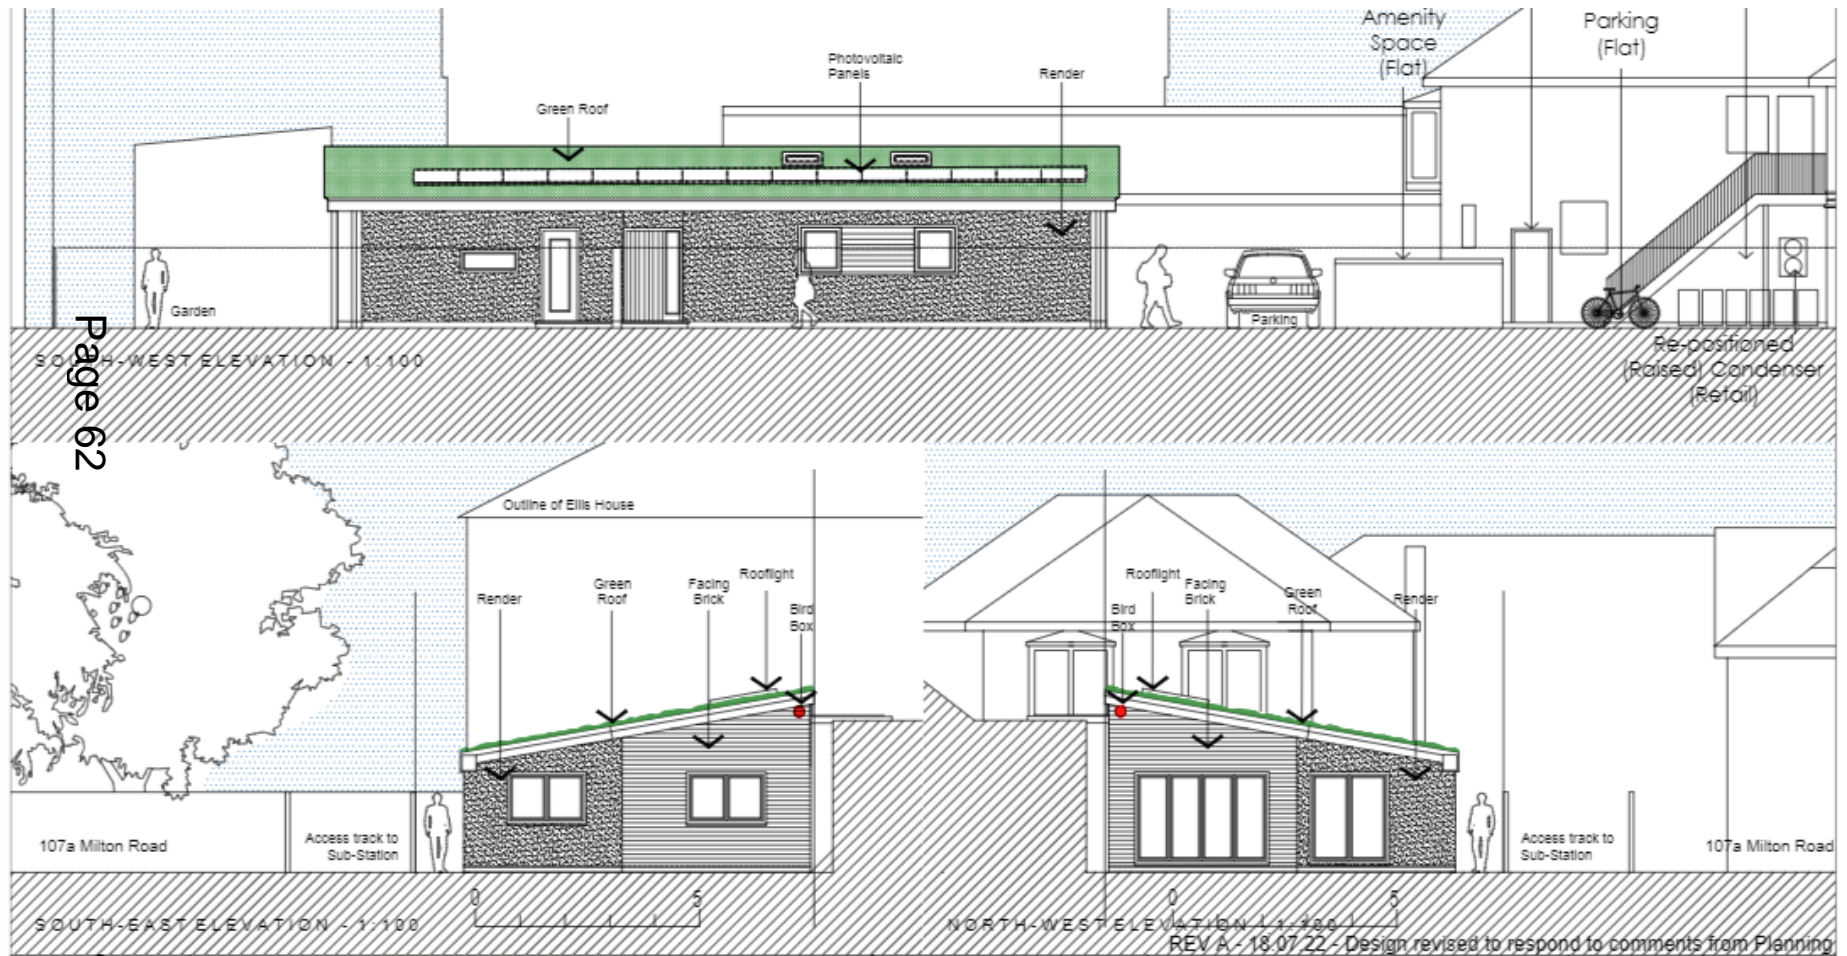 Amenity
Space
(Flat)
Parking
(Flat)
Photovoltaic
Panels
Render
Green Roof
Garden
Parking
SOUTH-WEST ELEVATION - 1:100
Re-positioned
(Raised) Condenser
(Retail)
Page 62
Outline of Ellis House
Render
Green
Roof
Facing
Brick
Rooflight
Bird
Box
107a Milton Road
Access track to
Sub-Station
0
5
SOUTH-EAST ELEVATION - 1:100
Bird
Box
Rooflight
Facing
Brick
Green
Roof
Render
Access track to
Sub-Station
107a Milton Road
0
5
NORTH-WEST ELEVATION - 1:100
REV A - 18.07.22 - Design revised to respond to comments from Planning